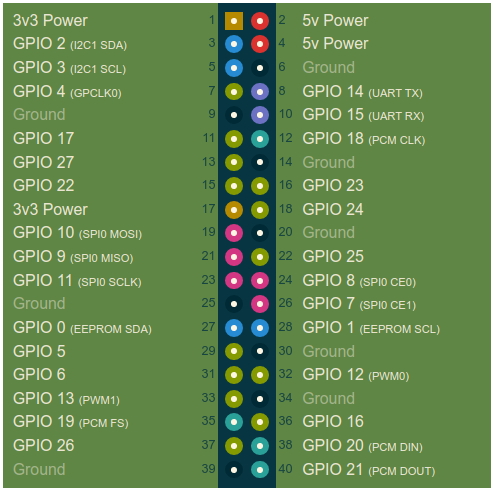 3v3 Power 1 2 5v Power
GPIO 2 (I2C1 SDA) 3 4 5v Power
GPIO 3 (I2C1 SCL) 5 6 Ground
GPIO 4 (GPCLK0) 7 8 GPIO 14 (UART TX)
Ground 9 10 GPIO 15 (UART RX)
GPIO 17 11 12 GPIO 18 (PCM CLK)
GPIO 27 13 14 Ground
GPIO 22 15 16 GPIO 23
3v3 Power 17 18 GPIO 24
GPIO 10 (SPI0 MOSI) 19 20 Ground
GPIO 9 (SPI0 MISO) 21 22 GPIO 25
GPIO 11 (SPI0 SCLK) 23 24 GPIO 8 (SPI0 CE0)
Ground 25 26 GPIO 7 (SPI0 CE1)
GPIO 0 (EEPROM SDA) 27 28 GPIO 1 (EEPROM SCL)
GPIO 5 29 30 Ground
GPIO 6 31 32 GPIO 12 (PWM0)
GPIO 13 (PWM1) 33 34 Ground
GPIO 19 (PCM FS) 35 36 GPIO 16
GPIO 26 37 38 GPIO 20 (PCM DIN)
Ground 39 40 GPIO 21 (PCM DOUT)